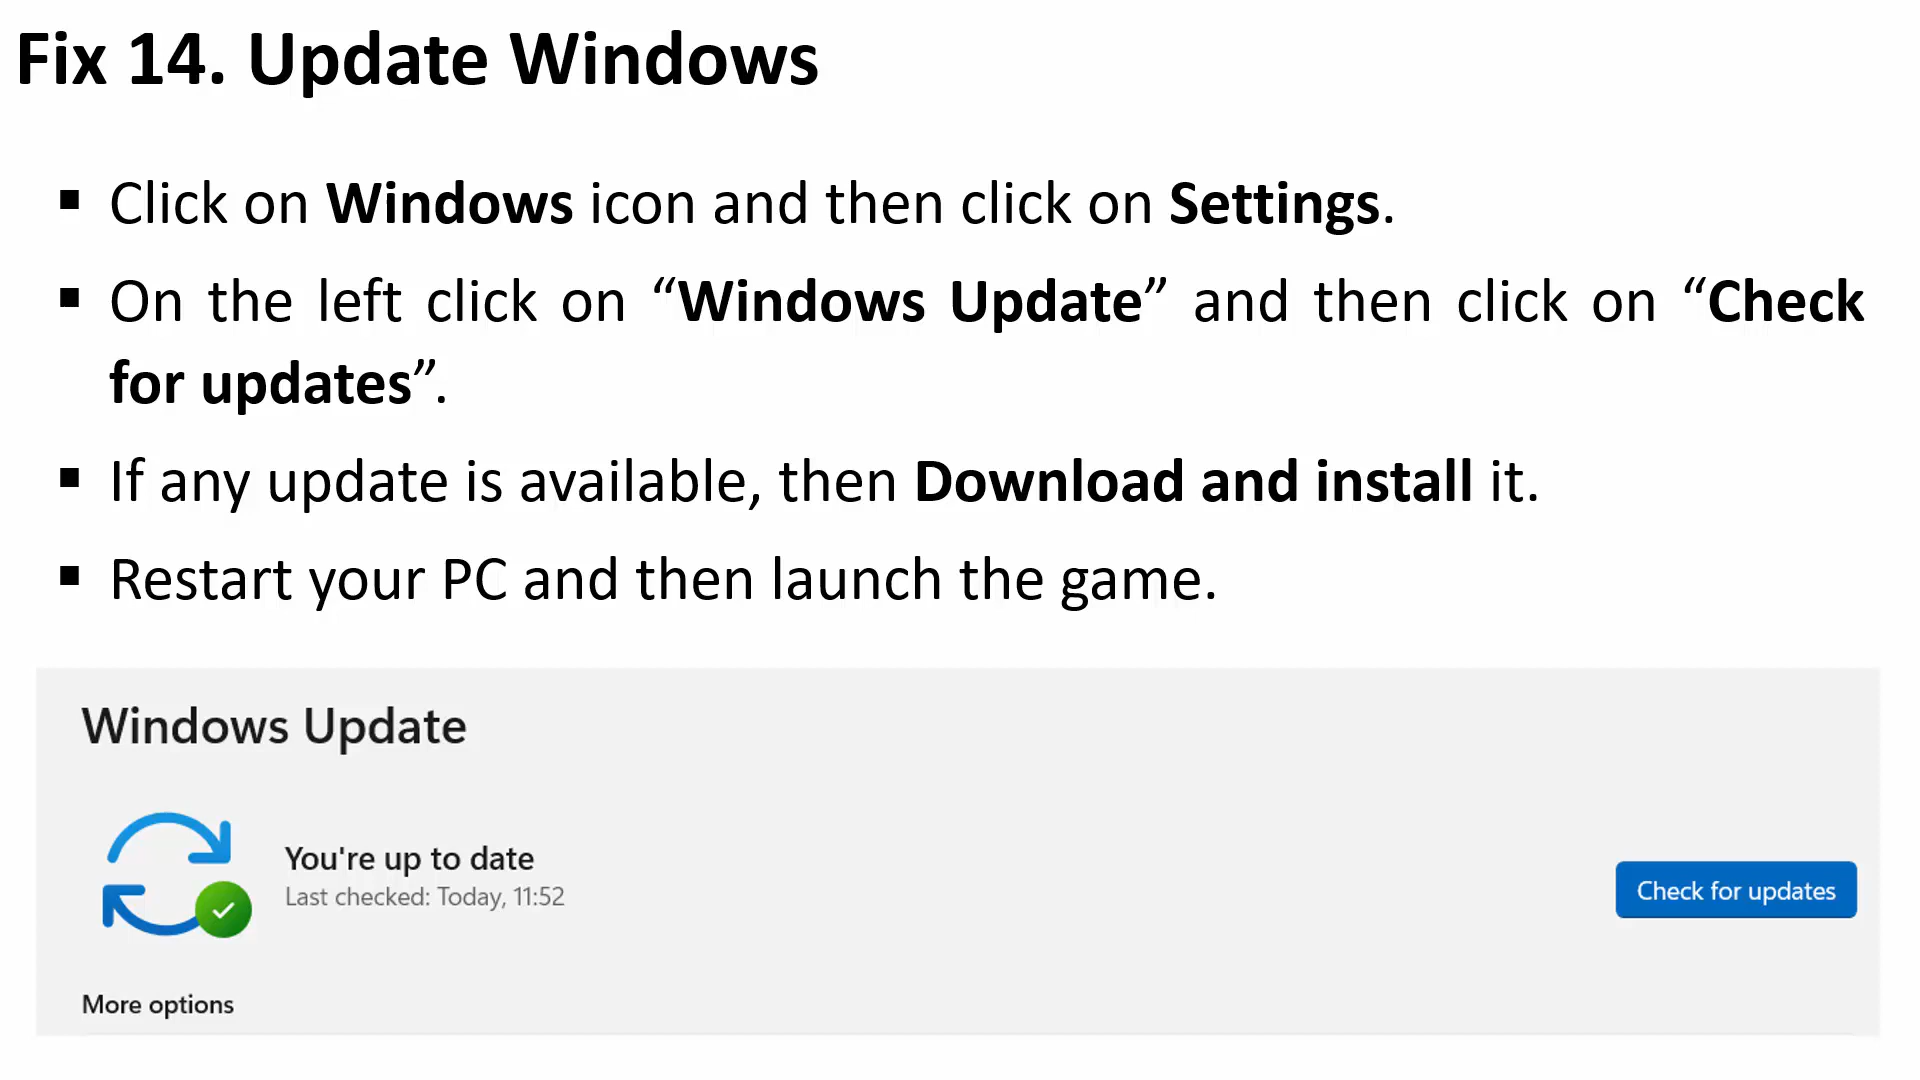 Fix 14. Update Windows
▪ Click on Windows icon and then click on Settings.
▪ On the left click on “Windows Update” and then click on “Check
for updates”.
▪ If any update is available, then Download and install it.
▪ Restart your PC and then launch the game.
Windows Update
You're up to date
Last checked: Today, 11:52
Check for updates
More options